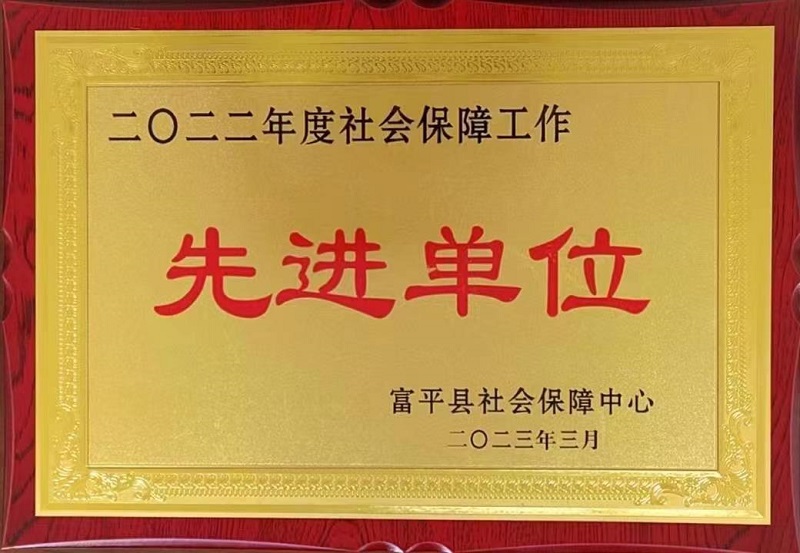 二〇二二年度社会保障工作
先进单位
富平县社会保障中心
二〇二三年三月